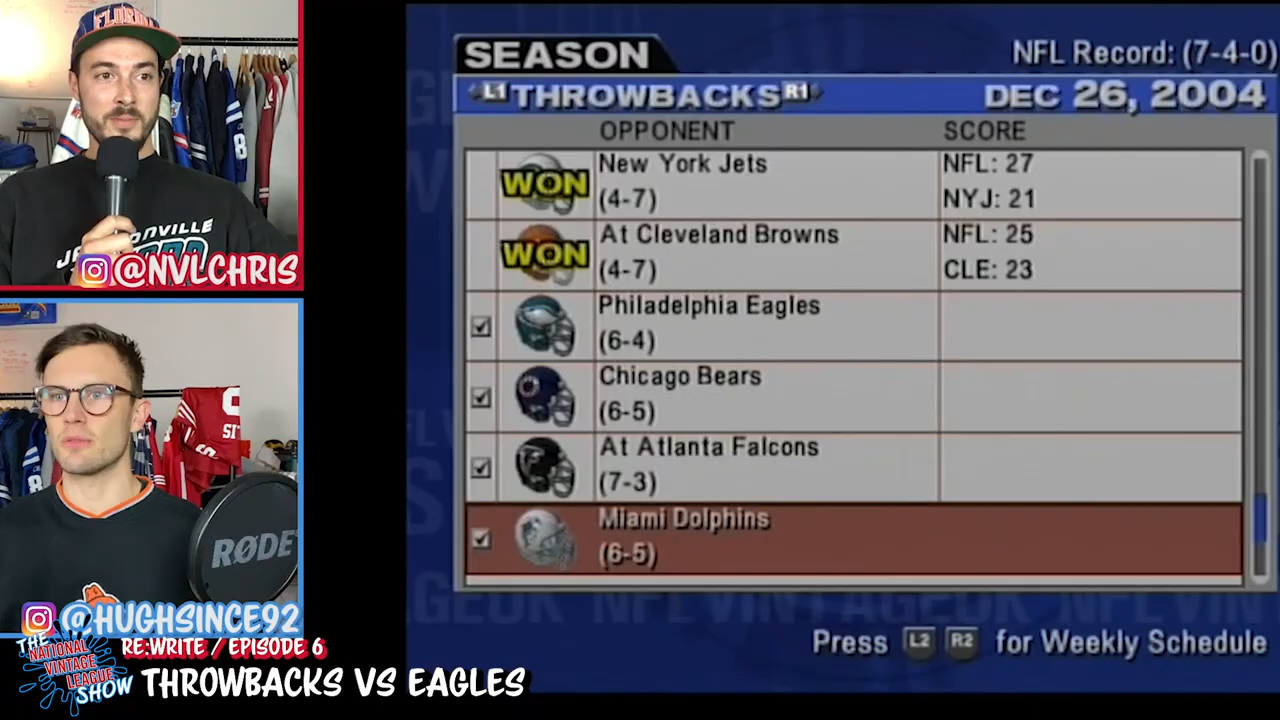 FLORIDA
@NVLCHRIS
RØDE
@HUGHSINCE92
RE:WRITE / EPISODE 6
THE NATIONAL VINTAGE LEAGUE SHOW
THROWBACKS VS EAGLES
SEASON
NFL Record: (7-4-0)
L1 THROWBACKS R1
DEC 26, 2004
OPPONENT SCORE
WON New York Jets NFL: 27
(4-7) NYJ: 21
WON At Cleveland Browns NFL: 25
(4-7) CLE: 23
Philadelphia Eagles
(6-4)
Chicago Bears
(6-5)
At Atlanta Falcons
(7-3)
Miami Dolphins
(6-5)
Press L2 R2 for Weekly Schedule